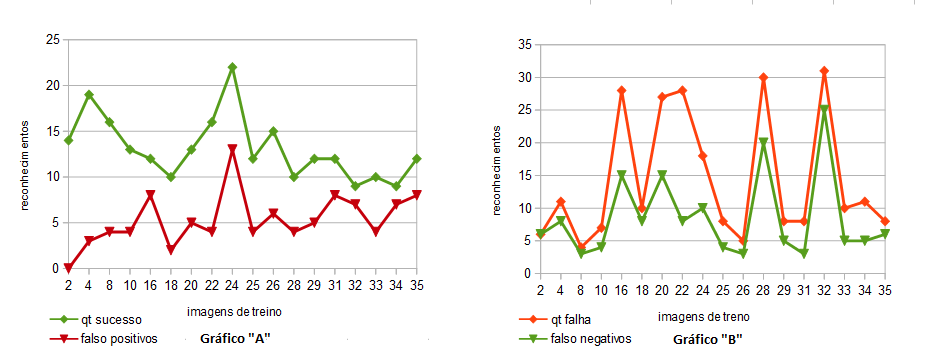 25
20
15
10
5
0
reconhecimentos
2 4 8 10 16 18 20 22 24 25 26 28 29 31 32 33 34 35
imagens de treino
qt sucesso
falso positivos
Gráfico "A"
35
30
25
20
15
10
5
0
reconhecimentos
2 4 8 10 16 18 20 22 24 25 26 28 29 31 32 33 34 35
imagens de treno
qt falha
falso negativos
Gráfico "B"